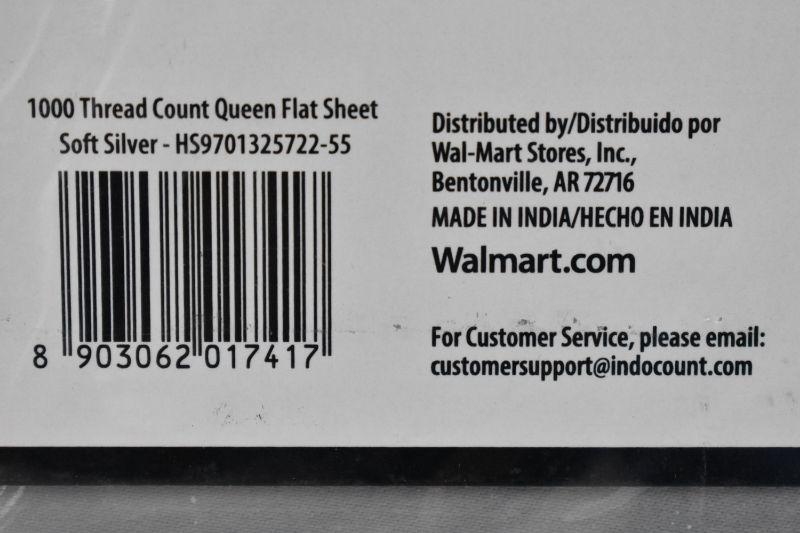 1000 Thread Count Queen Flat Sheet
Soft Silver - HS9701325722-55
8 903062 017417
Distributed by/Distribuido por
Wal-Mart Stores, Inc.,
Bentonville, AR 72716
MADE IN INDIA/HECHO EN INDIA
Walmart.com
For Customer Service, please email:
customersupport@indocount.com